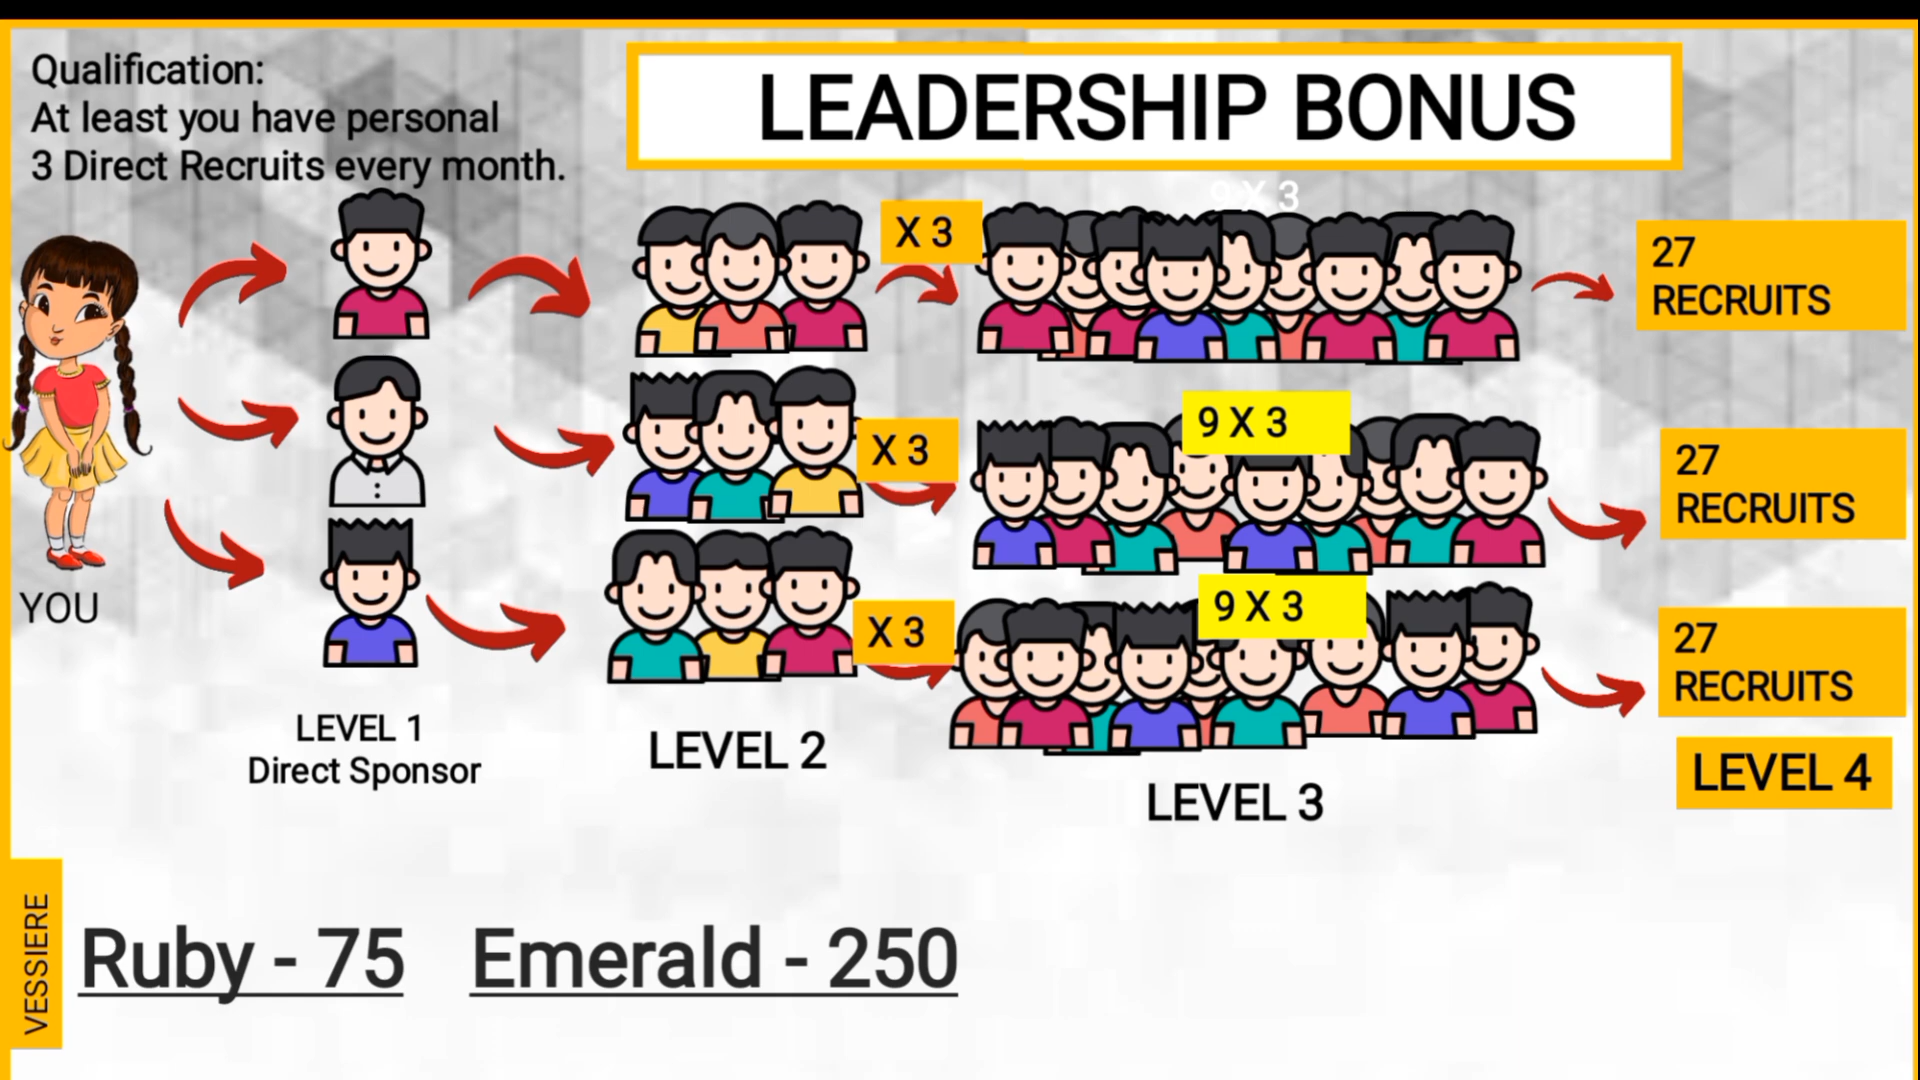 Qualification:
At least you have personal
3 Direct Recruits every month.
LEADERSHIP BONUS
9 X 3
X 3
27
RECRUITS
9 X 3
X 3
27
RECRUITS
9 X 3
X 3
27
RECRUITS
YOU
LEVEL 1
Direct Sponsor
LEVEL 2
LEVEL 3
LEVEL 4
VESSIERE
Ruby - 75
Emerald - 250